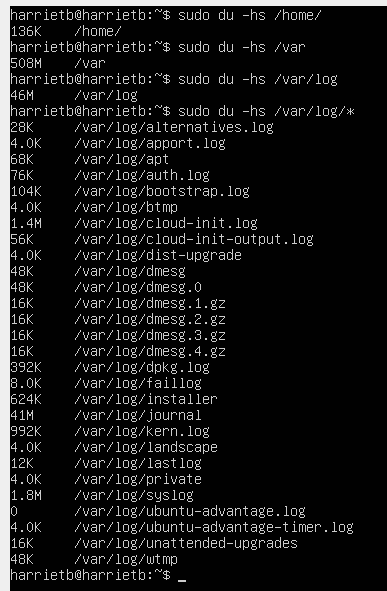 harrietb@harrietb:~$ sudo du -hs /home/
136K    /home/
harrietb@harrietb:~$ sudo du -hs /var
508M    /var
harrietb@harrietb:~$ sudo du -hs /var/log
46M     /var/log
harrietb@harrietb:~$ sudo du -hs /var/log/*
28K     /var/log/alternatives.log
4.0K    /var/log/apport.log
68K     /var/log/apt
76K     /var/log/auth.log
104K    /var/log/bootstrap.log
4.0K    /var/log/btmp
1.4M    /var/log/cloud-init.log
56K     /var/log/cloud-init-output.log
4.0K    /var/log/dist-upgrade
48K     /var/log/dmesg
48K     /var/log/dmesg.0
16K     /var/log/dmesg.1.gz
16K     /var/log/dmesg.2.gz
16K     /var/log/dmesg.3.gz
16K     /var/log/dmesg.4.gz
392K    /var/log/dpkg.log
8.0K    /var/log/faillog
624K    /var/log/installer
41M     /var/log/journal
992K    /var/log/kern.log
4.0K    /var/log/landscape
12K     /var/log/lastlog
4.0K    /var/log/private
1.8M    /var/log/syslog
0       /var/log/ubuntu-advantage.log
4.0K    /var/log/ubuntu-advantage-timer.log
16K     /var/log/unattended-upgrades
48K     /var/log/wtmp
harrietb@harrietb:~$ _